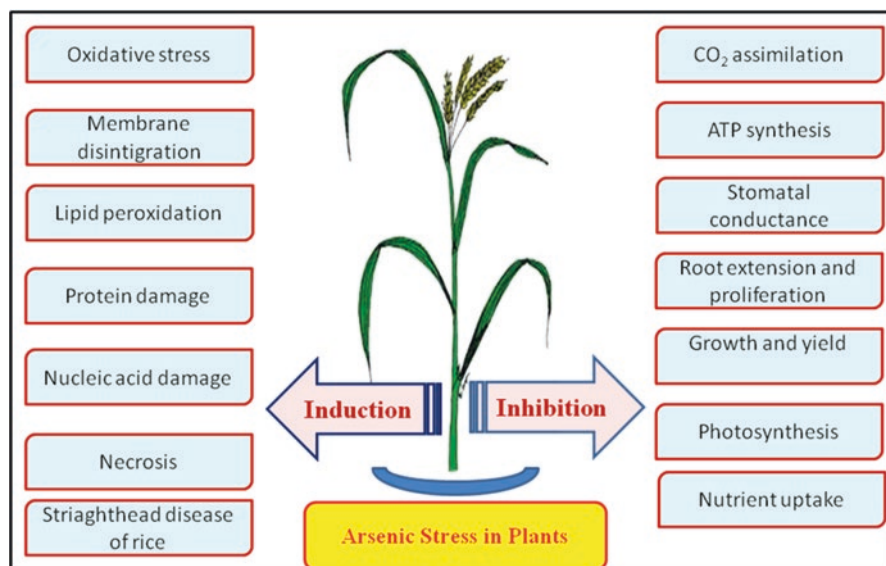 Oxidative stress
Membrane
disintigration
Lipid peroxidation
Protein damage
Nucleic acid damage
Necrosis
Striaghthead disease
of rice
Induction
Inhibition
Arsenic Stress in Plants
CO₂ assimilation
ATP synthesis
Stomatal
conductance
Root extension and
proliferation
Growth and yield
Photosynthesis
Nutrient uptake